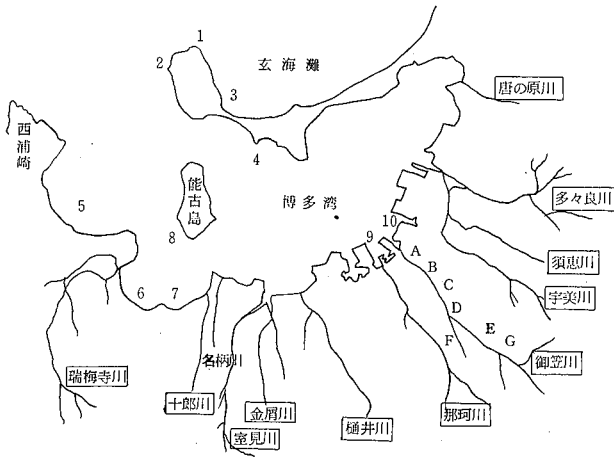 1
2
玄海灘
3
唐の原川
西浦崎
4
能古島
博多湾
多々良川
5
8
9
10
A
B
C
D
E
F
G
須恵川
宇美川
6
7
御笠川
名柄川
瑞梅寺川
十郎川
金屑川
室見川
樋井川
那珂川